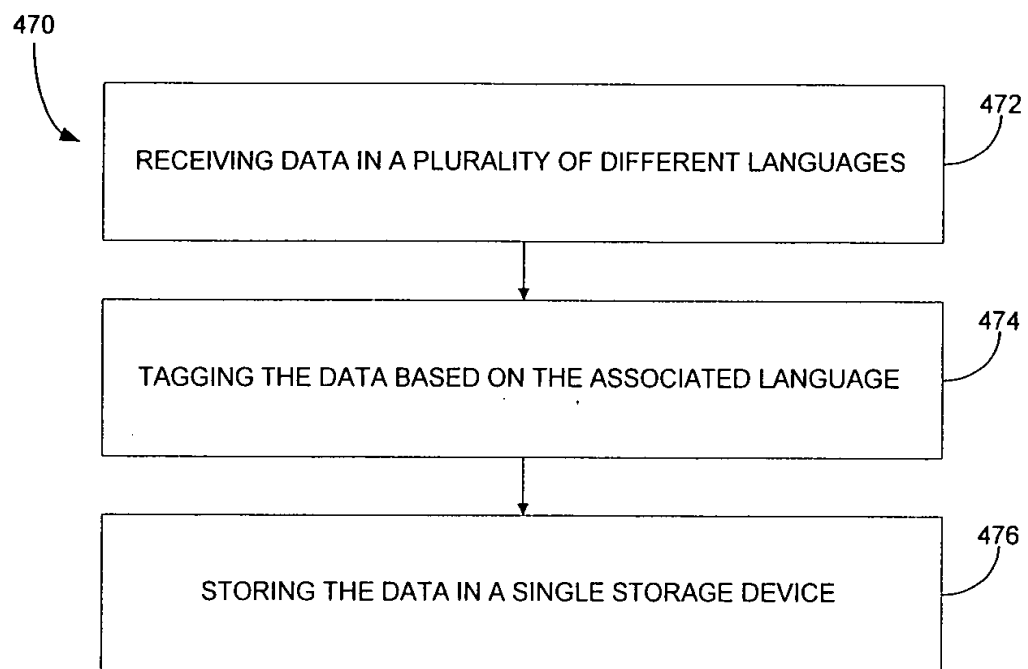 470
472
RECEIVING DATA IN A PLURALITY OF DIFFERENT LANGUAGES
474
TAGGING THE DATA BASED ON THE ASSOCIATED LANGUAGE
476
STORING THE DATA IN A SINGLE STORAGE DEVICE